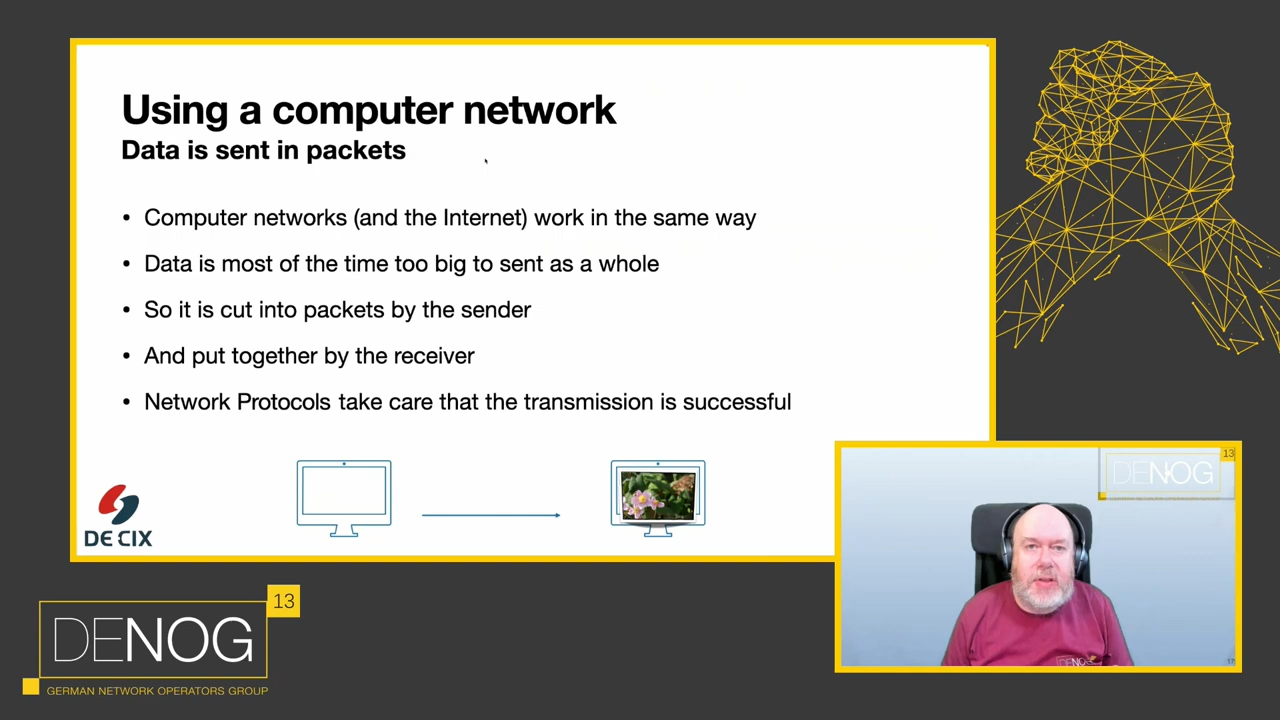 Using a computer network
Data is sent in packets
• Computer networks (and the Internet) work in the same way
• Data is most of the time too big to sent as a whole
• So it is cut into packets by the sender
• And put together by the receiver
• Network Protocols take care that the transmission is successful
DE CIX
13
DENOG
DENOG
13
DENOG
GERMAN NETWORK OPERATORS GROUP